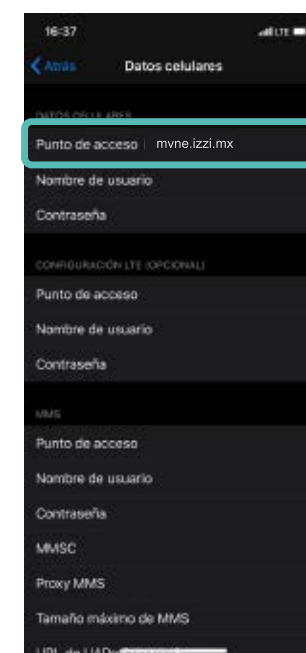 16:37 LTE
Atrás Datos celulares
DATOS CELULARES
Punto de acceso mvne.izzi.mx
Nombre de usuario
Contraseña
CONFIGURACIÓN LTE (OPCIONAL)
Punto de acceso
Nombre de usuario
Contraseña
MMS
Punto de acceso
Nombre de usuario
Contraseña
MMSC
Proxy MMS
Tamaño máximo de MMS